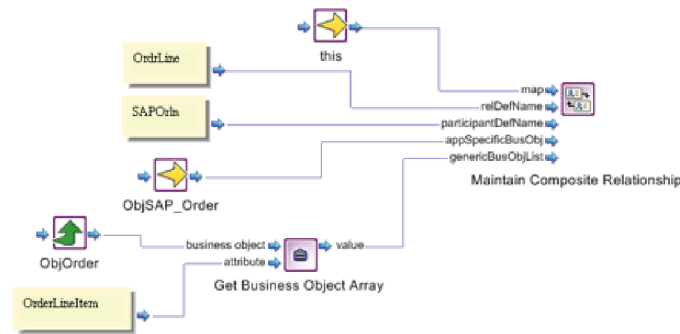 this
OrdrLine
map
relDefName
SAPOrln
participantDefName
appSpecificBusObj
genericBusObjList
Maintain Composite Relationship
ObjSAP_Order
business object
value
ObjOrder
attribute
Get Business Object Array
OrderLineItem